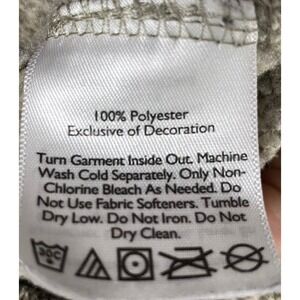 100% Polyester
Exclusive of Decoration
Turn Garment Inside Out. Machine
Wash Cold Separately. Only Non-
Chlorine Bleach As Needed. Do
Not Use Fabric Softeners. Tumble
Dry Low. Do Not Iron. Do Not
Dry Clean.
30C